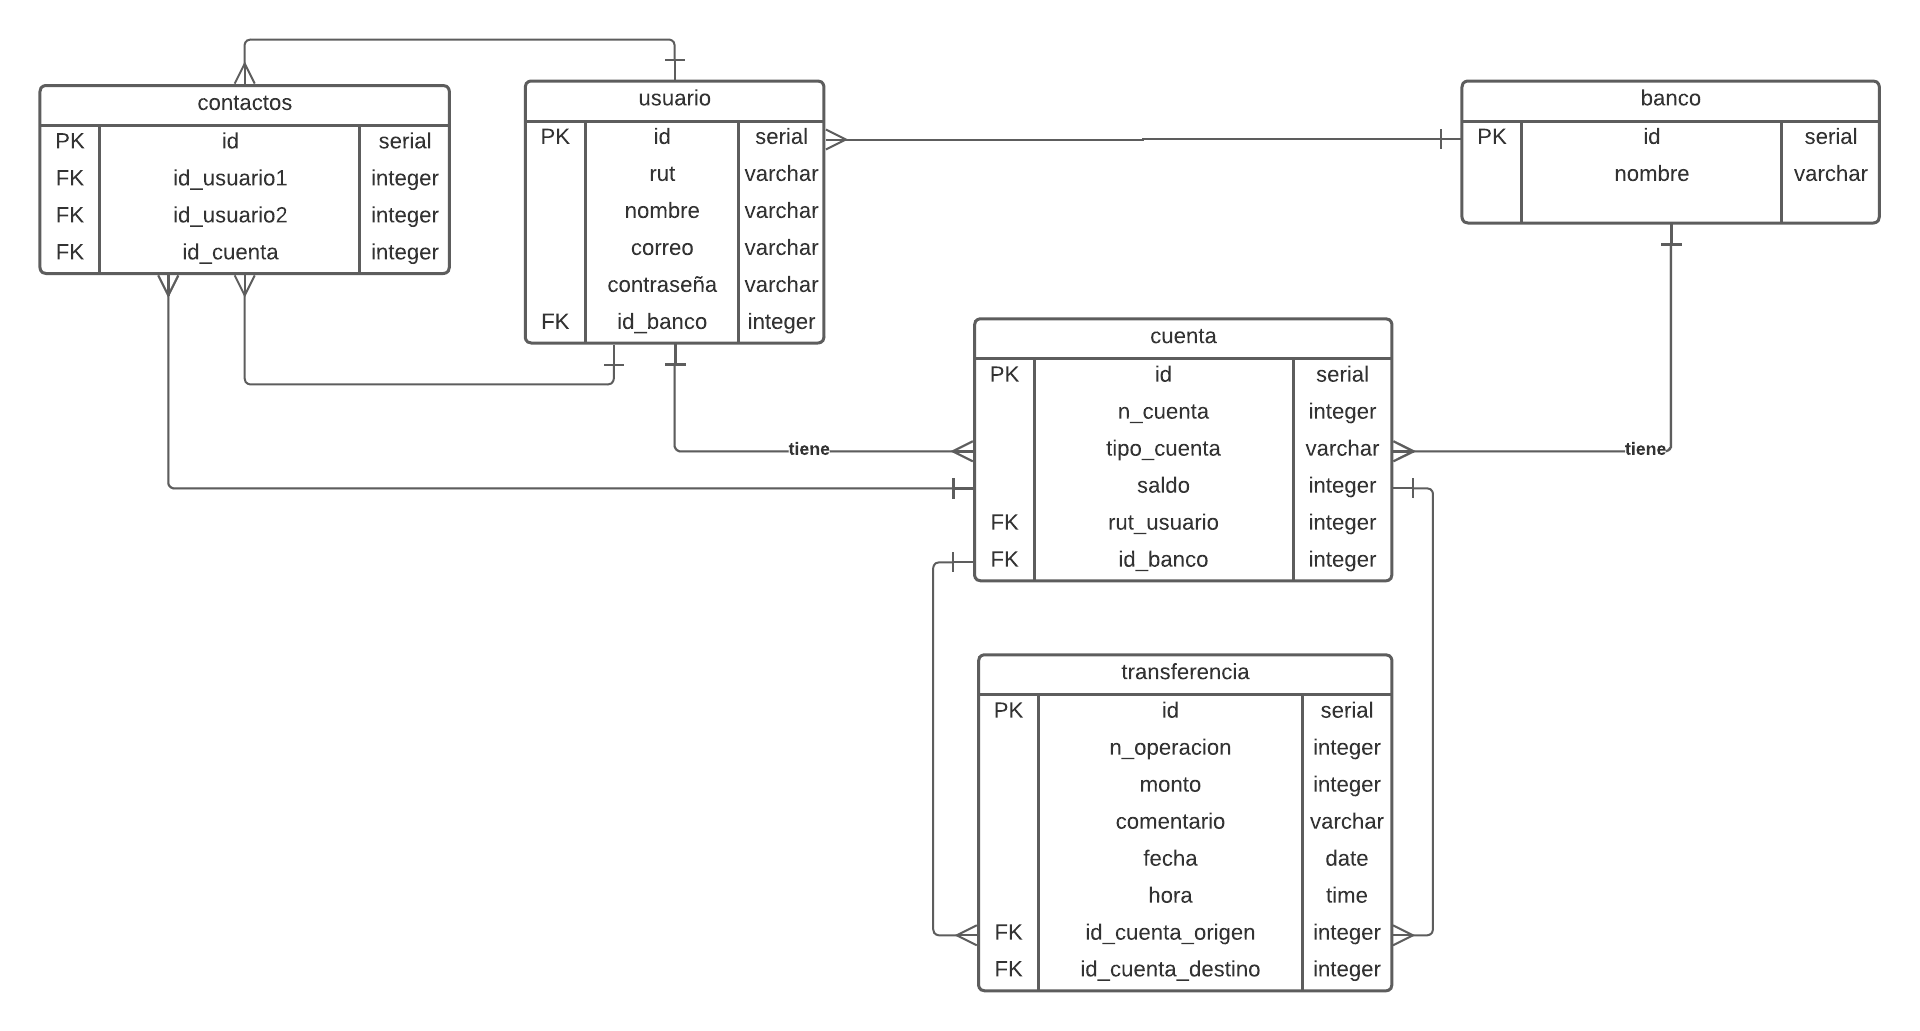 contactos
PK id serial
FK id_usuario1 integer
FK id_usuario2 integer
FK id_cuenta integer
usuario
PK id serial
rut varchar
nombre varchar
correo varchar
contraseña varchar
FK id_banco integer
banco
PK id serial
nombre varchar
tiene
tiene
cuenta
PK id serial
n_cuenta integer
tipo_cuenta varchar
saldo integer
FK rut_usuario integer
FK id_banco integer
transferencia
PK id serial
n_operacion integer
monto integer
comentario varchar
fecha date
hora time
FK id_cuenta_origen integer
FK id_cuenta_destino integer